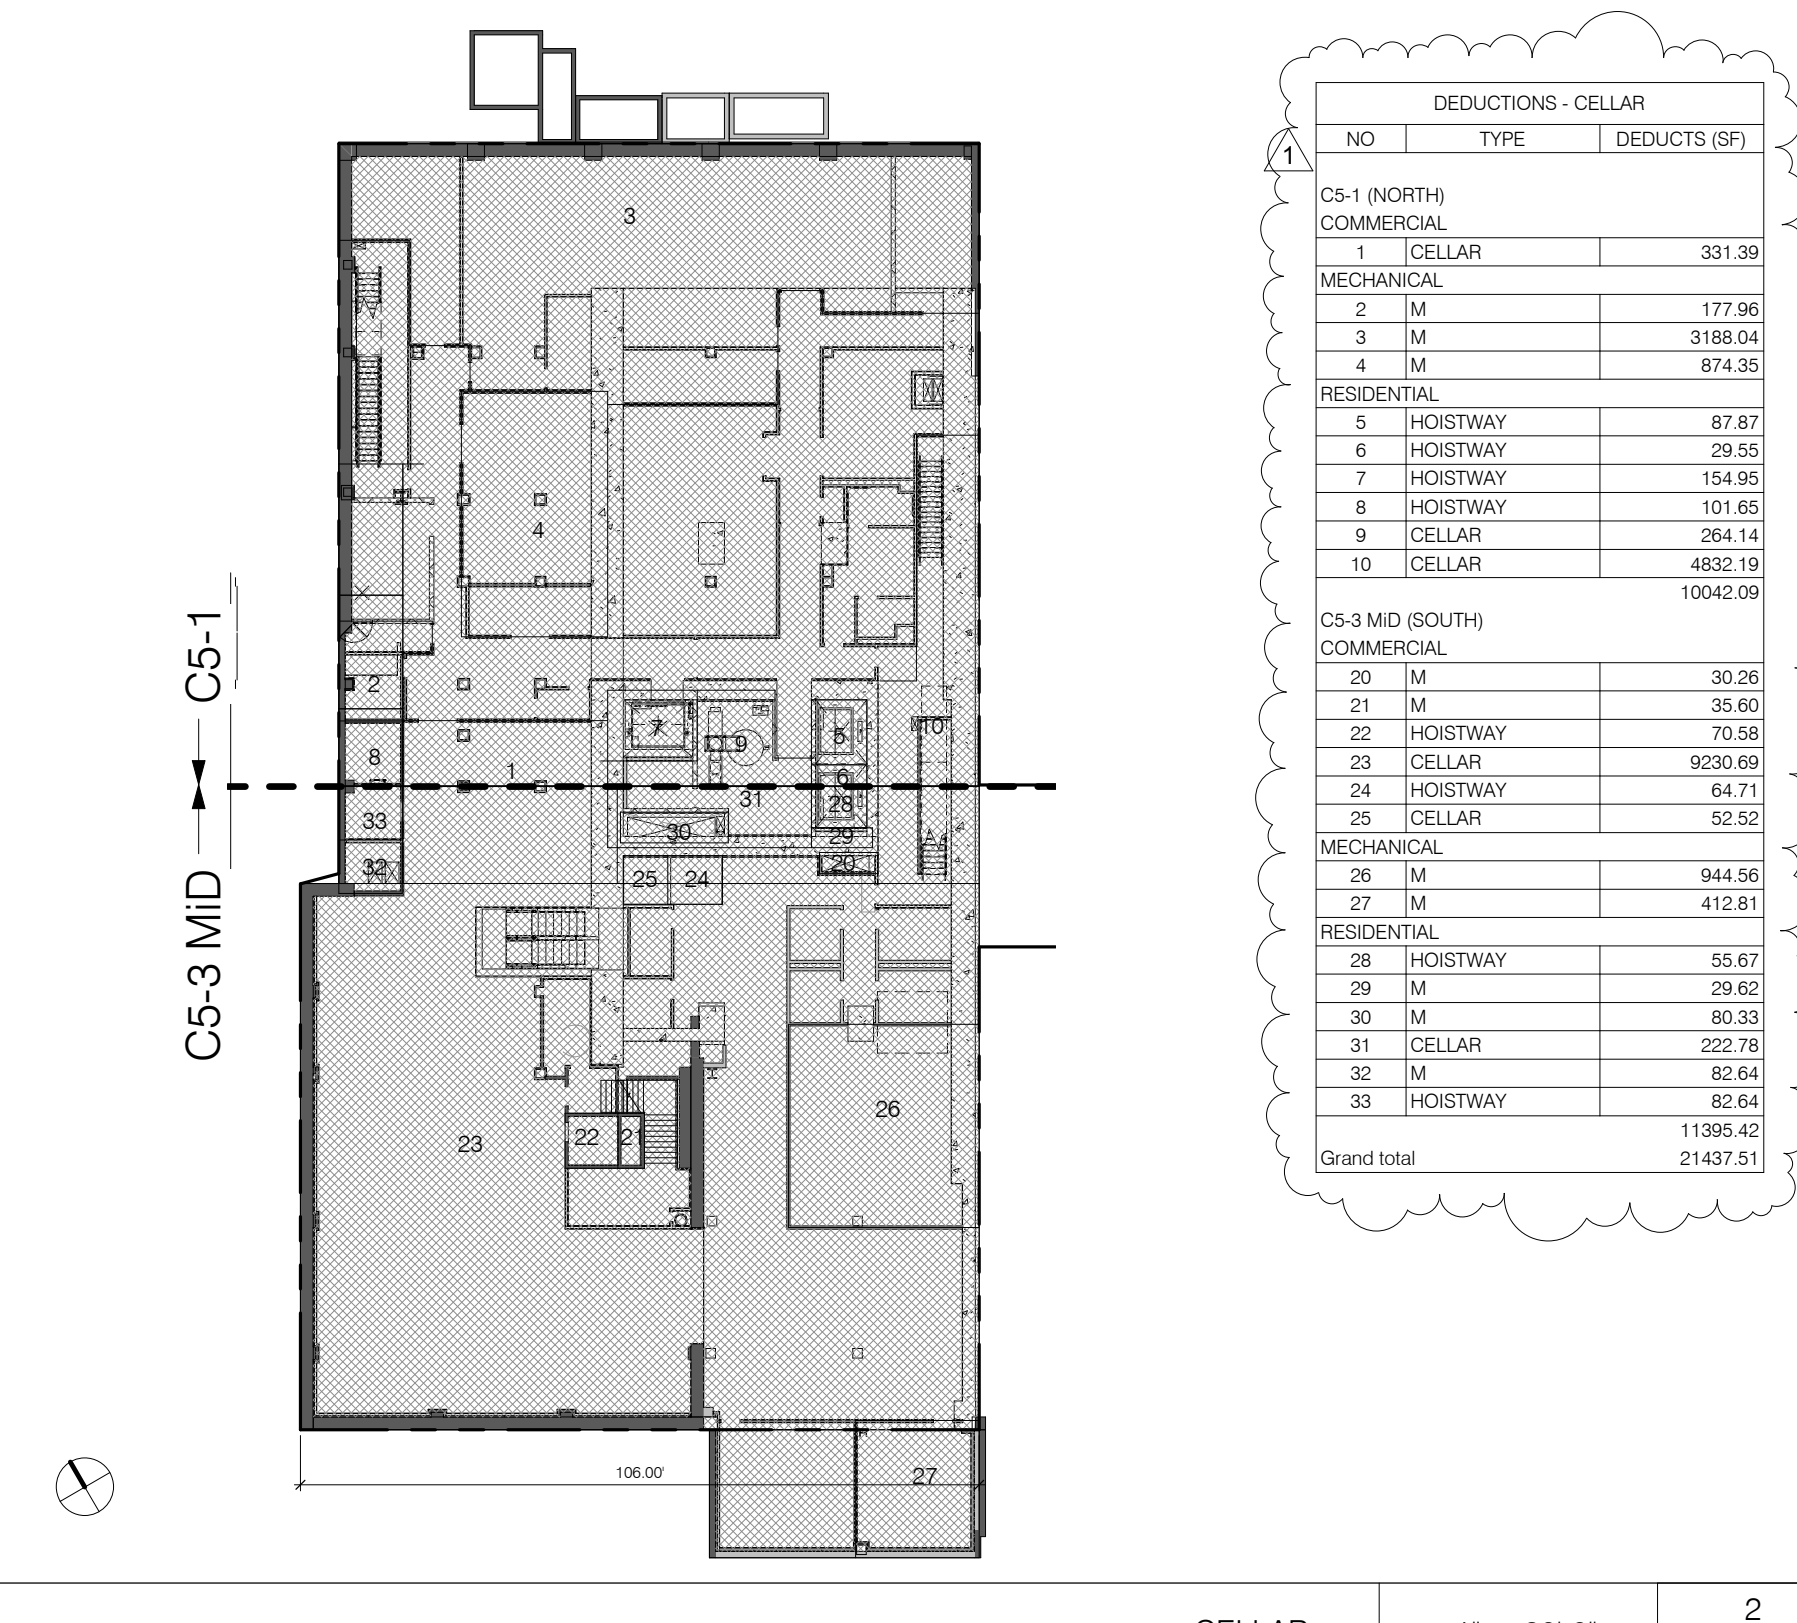 DEDUCTIONS - CELLAR
NO TYPE DEDUCTS (SF)
1
C5-1 (NORTH)
COMMERCIAL
1 CELLAR 331.39
MECHANICAL
2 M 177.96
3 M 3188.04
4 M 874.35
RESIDENTIAL
5 HOISTWAY 87.87
6 HOISTWAY 29.55
7 HOISTWAY 154.95
8 HOISTWAY 101.65
9 CELLAR 264.14
10 CELLAR 4832.19
10042.09
C5-3 MiD (SOUTH)
COMMERCIAL
20 M 30.26
21 M 35.60
22 HOISTWAY 70.58
23 CELLAR 9230.69
24 HOISTWAY 64.71
25 CELLAR 52.52
MECHANICAL
26 M 944.56
27 M 412.81
RESIDENTIAL
28 HOISTWAY 55.67
29 M 29.62
30 M 80.33
31 CELLAR 222.78
32 M 82.64
33 HOISTWAY 82.64
11395.42
Grand total 21437.51
3
4
2
7
9
5
10
8
1
6
31
28
33
30
29
32
20
25
24
26
22
21
23
27
C5-1
C5-3 MiD
106.00'
2